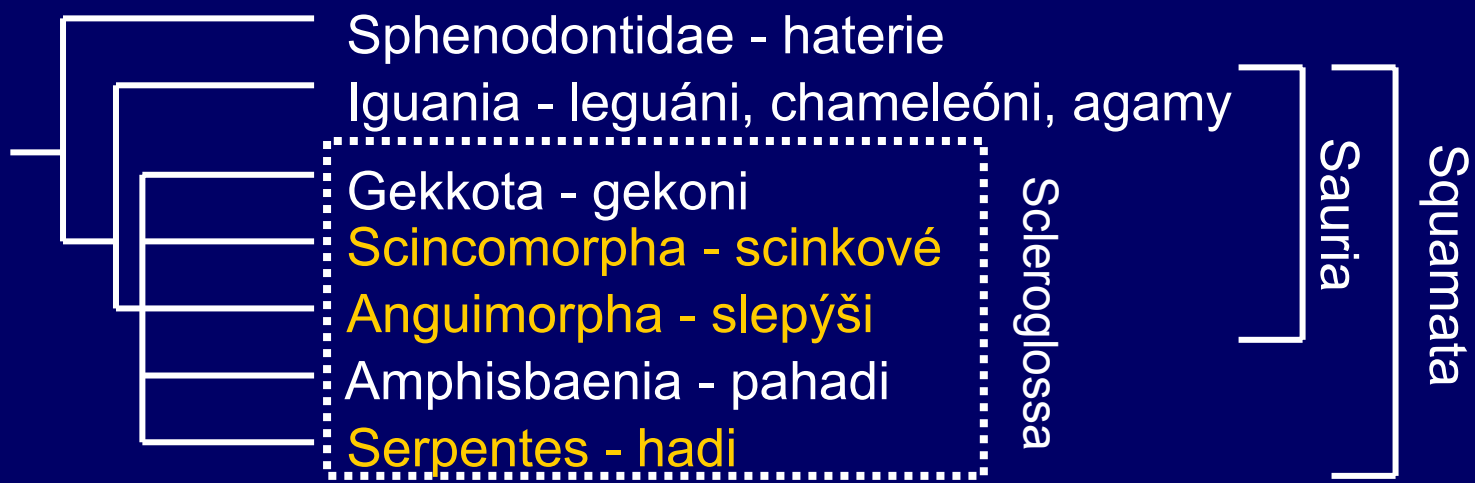 Sphenodontidae - haterie
Iguania - leguáni, chameleóni, agamy
Gekkota - gekoni
Scincomorpha - scinkové
Anguimorpha - slepýši
Amphisbaenia - pahadi
Serpentes - hadi
Scleroglossa
Sauria
Squamata